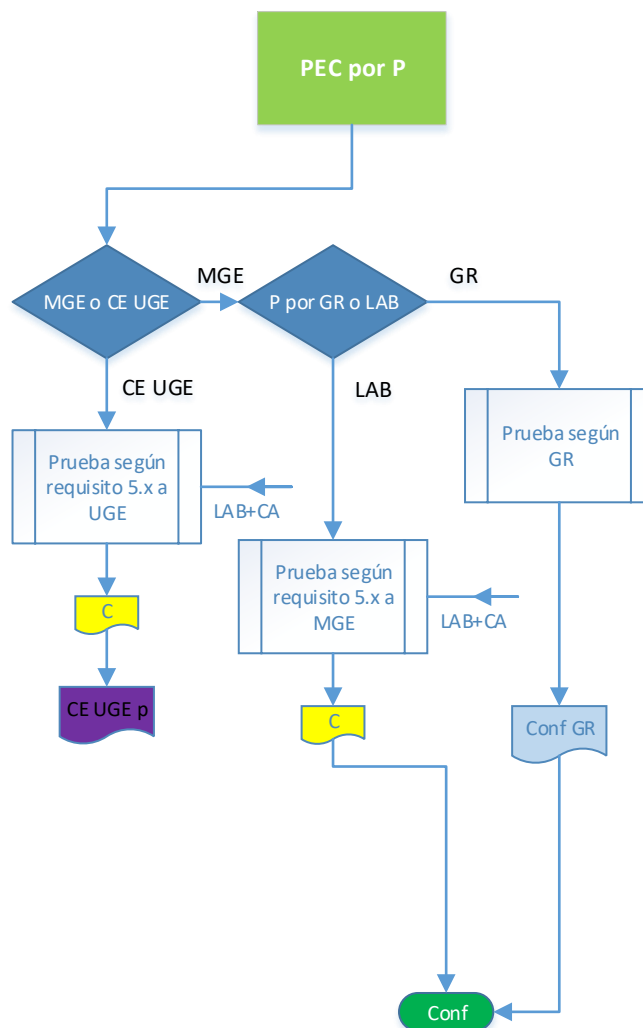 PEC por P
MGE
GR
MGE o CE UGE
P por GR o LAB
CE UGE
LAB
Prueba según
requisito 5.x a
UGE
LAB+CA
Prueba según
GR
Prueba según
requisito 5.x a
MGE
LAB+CA
C
CE UGE p
C
Conf GR
Conf